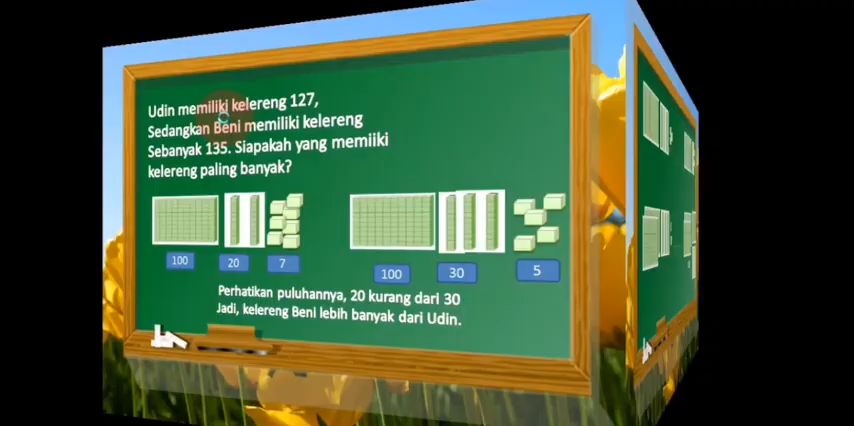 Udin memiliki kelereng 127,
Sedangkan Beni memiliki kelereng
Sebanyak 135. Siapakah yang memiiki
kelereng paling banyak?
100 20 7 100 30 5
Perhatikan puluhannya, 20 kurang dari 30
Jadi, kelereng Beni lebih banyak dari Udin.